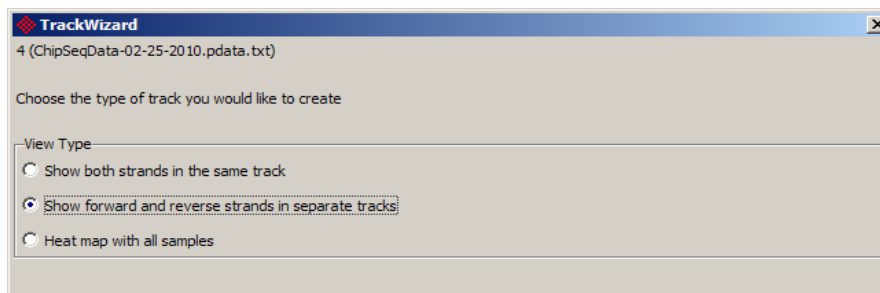 TrackWizard
4 (ChipSeqData-02-25-2010.pdata.txt)
Choose the type of track you would like to create
View Type
Show both strands in the same track
Show forward and reverse strands in separate tracks
Heat map with all samples